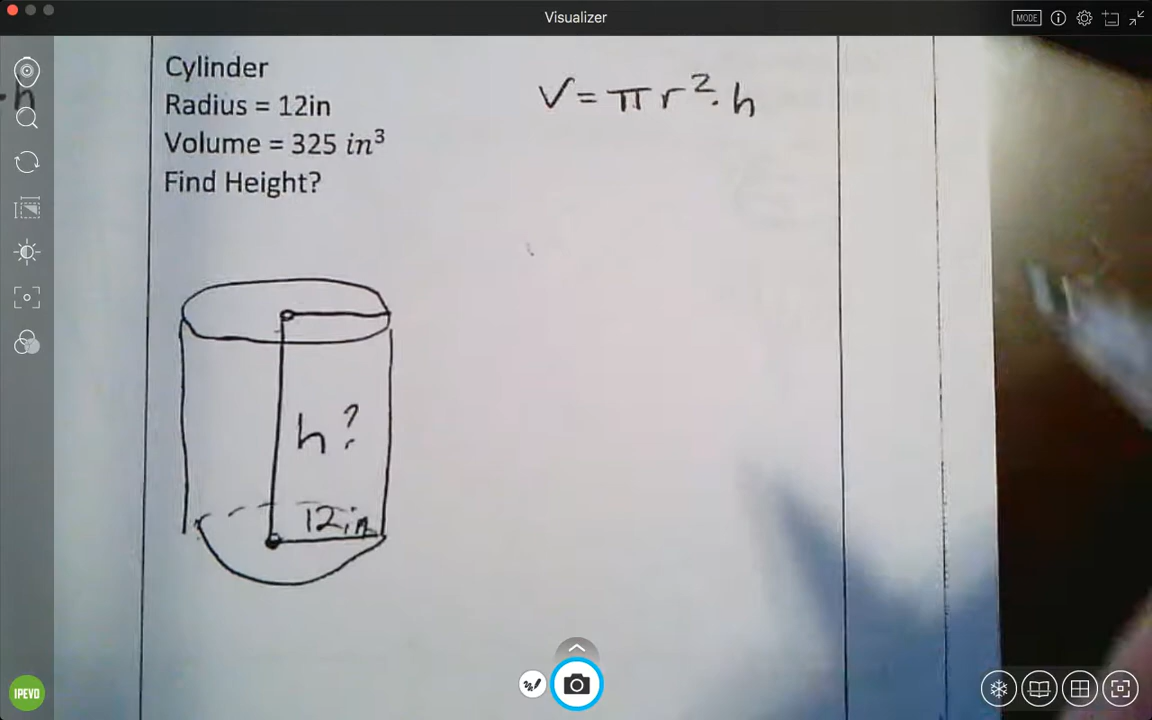 Visualizer
MODE
Cylinder
Radius = 12in
Volume = 325 in³
Find Height?
V = πr²·h
h
h ?
12in
IPEVO